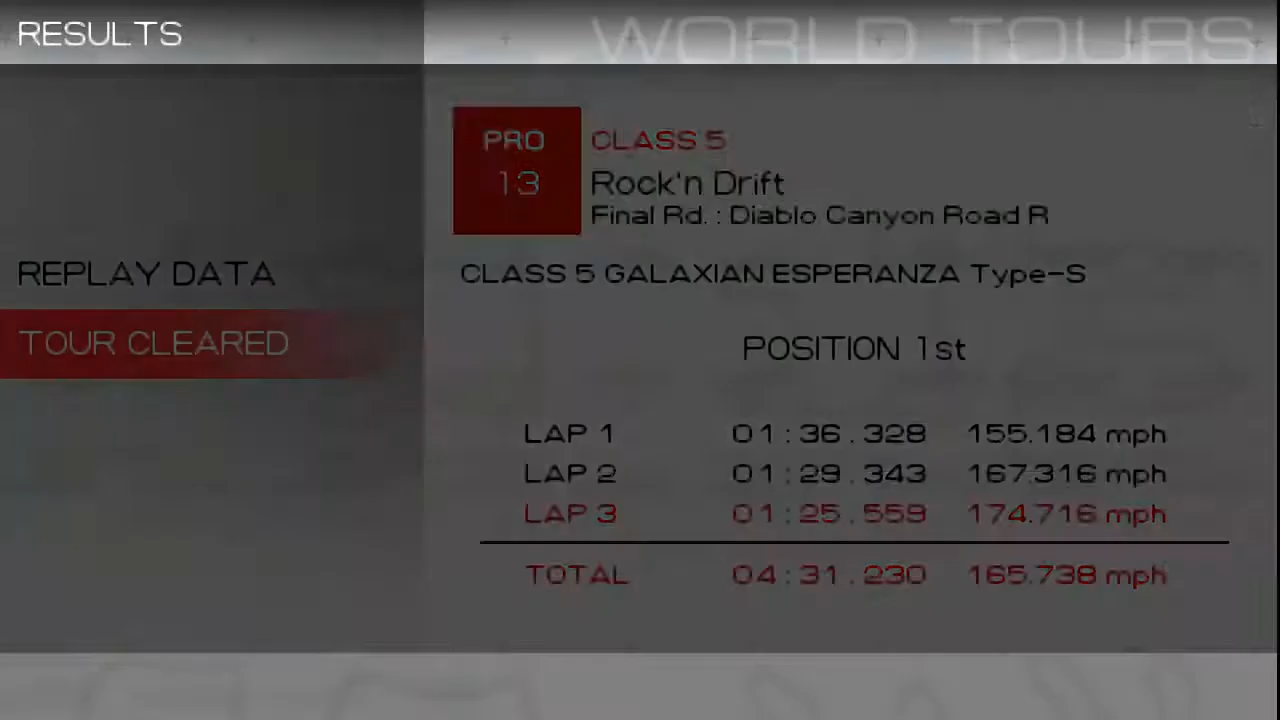 RESULTS
WORLD TOURS
PRO
13
CLASS 5
Rock'n Drift
Final Rd. : Diablo Canyon Road R
REPLAY DATA
TOUR CLEARED
CLASS 5 GALAXIAN ESPERANZA Type-S
POSITION 1st
LAP 1 01:36.328 155.184 mph
LAP 2 01:29.343 167.316 mph
LAP 3 01:25.559 174.716 mph
TOTAL 04:31.230 165.738 mph